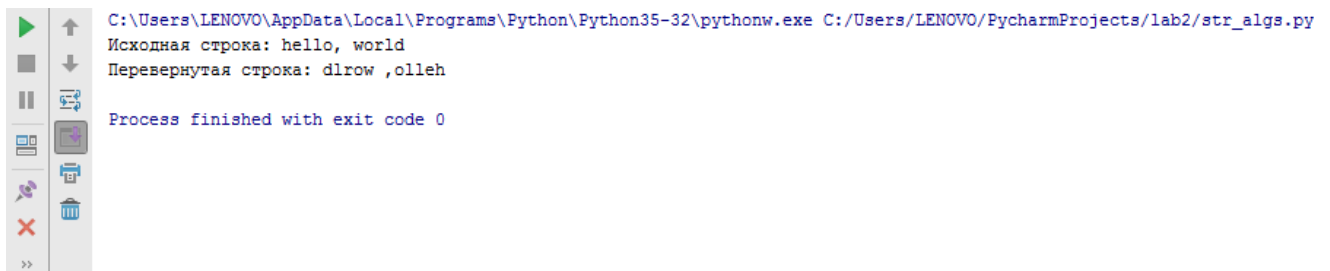 C:\Users\LENOVO\AppData\Local\Programs\Python\Python35-32\pythonw.exe C:/Users/LENOVO/PycharmProjects/lab2/str_algs.py
Исходная строка: hello, world
Перевернутая строка: dlrow ,olleh
Process finished with exit code 0